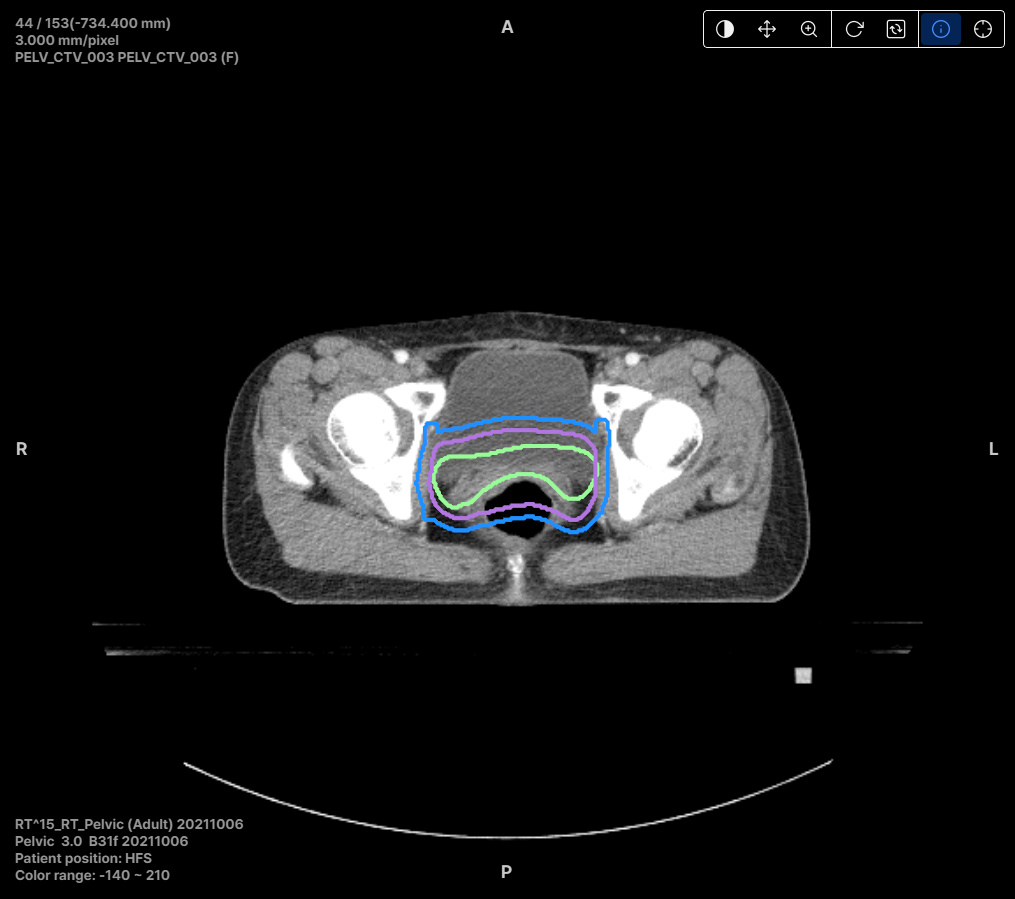 44 / 153(-734.400 mm)
3.000 mm/pixel
PELV_CTV_003 PELV_CTV_003 (F)
A
R
L
RT^15_RT_Pelvic (Adult) 20211006
Pelvic  3.0  B31f 20211006
Patient position: HFS
Color range: -140 ~ 210
P